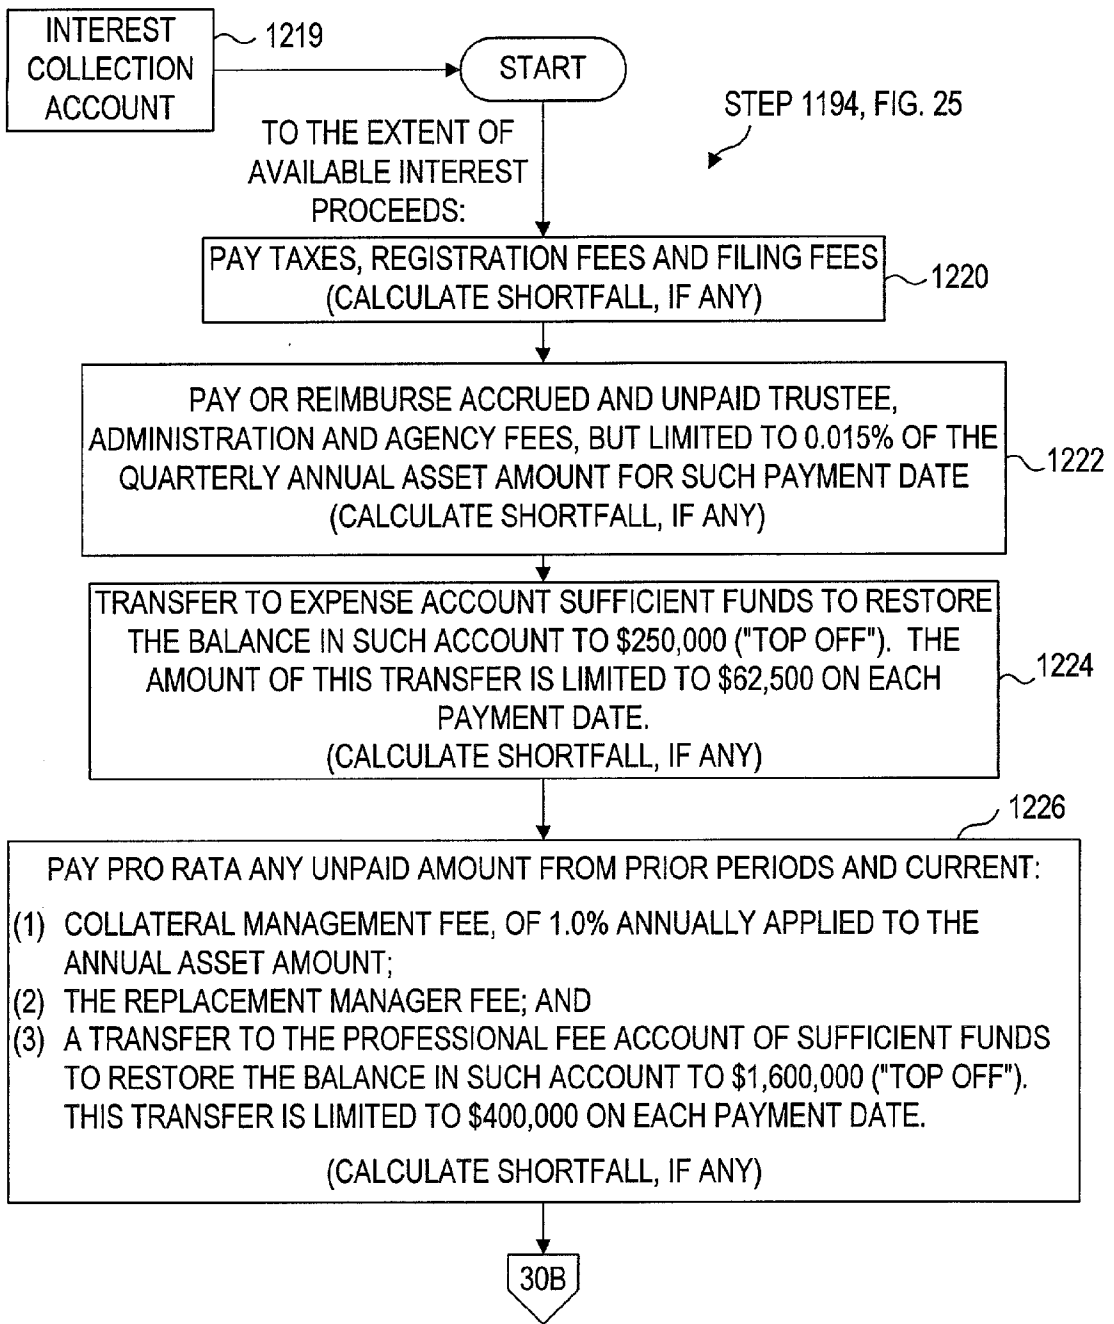 INTEREST
COLLECTION
ACCOUNT
1219
START
STEP 1194, FIG. 25
TO THE EXTENT OF
AVAILABLE INTEREST
PROCEEDS:
PAY TAXES, REGISTRATION FEES AND FILING FEES
(CALCULATE SHORTFALL, IF ANY)
1220
PAY OR REIMBURSE ACCRUED AND UNPAID TRUSTEE,
ADMINISTRATION AND AGENCY FEES, BUT LIMITED TO 0.015% OF THE
QUARTERLY ANNUAL ASSET AMOUNT FOR SUCH PAYMENT DATE
(CALCULATE SHORTFALL, IF ANY)
1222
TRANSFER TO EXPENSE ACCOUNT SUFFICIENT FUNDS TO RESTORE
THE BALANCE IN SUCH ACCOUNT TO $250,000 ("TOP OFF"). THE
AMOUNT OF THIS TRANSFER IS LIMITED TO $62,500 ON EACH
PAYMENT DATE.
(CALCULATE SHORTFALL, IF ANY)
1224
1226
PAY PRO RATA ANY UNPAID AMOUNT FROM PRIOR PERIODS AND CURRENT:
(1) COLLATERAL MANAGEMENT FEE, OF 1.0% ANNUALLY APPLIED TO THE
ANNUAL ASSET AMOUNT;
(2) THE REPLACEMENT MANAGER FEE; AND
(3) A TRANSFER TO THE PROFESSIONAL FEE ACCOUNT OF SUFFICIENT FUNDS
TO RESTORE THE BALANCE IN SUCH ACCOUNT TO $1,600,000 ("TOP OFF").
THIS TRANSFER IS LIMITED TO $400,000 ON EACH PAYMENT DATE.
(CALCULATE SHORTFALL, IF ANY)
30B